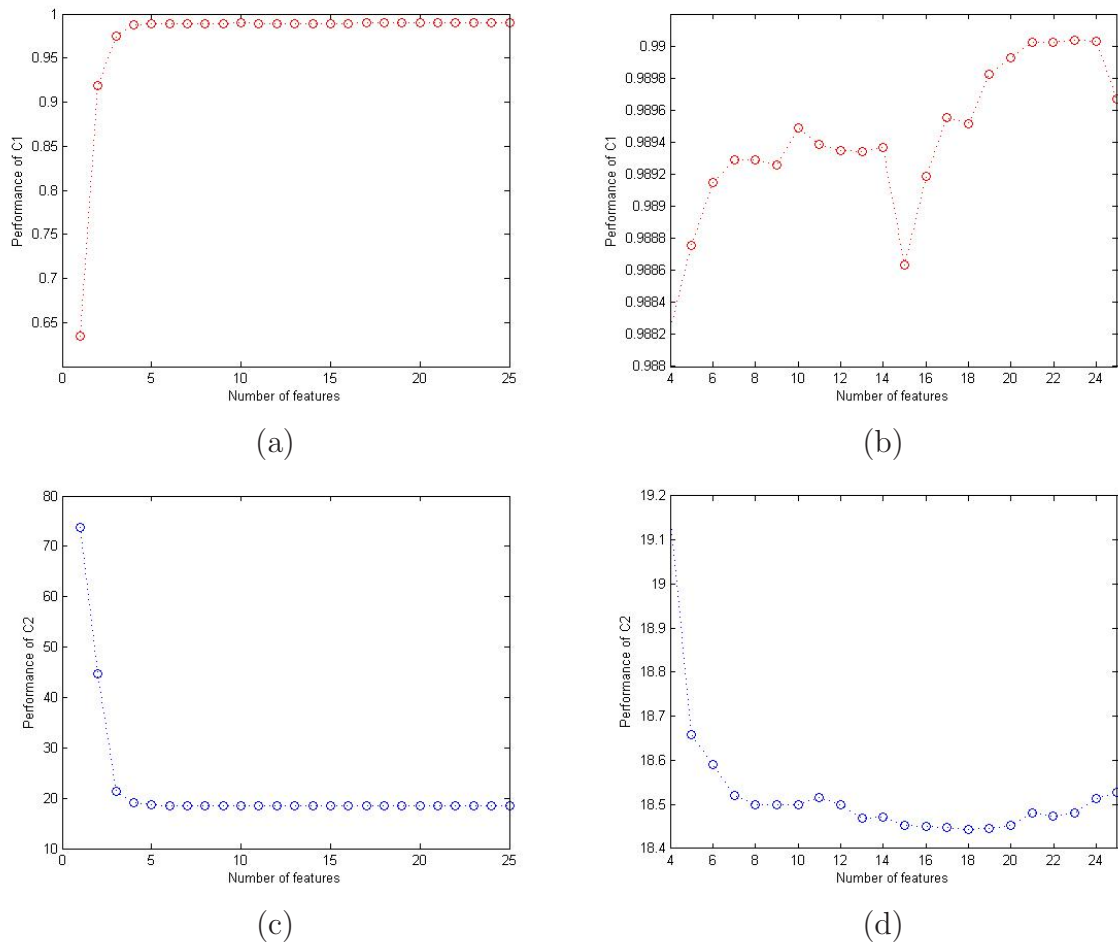 1
0.95
0.9
0.85
0.8
0.75
0.7
0.65
0 5 10 15 20 25
Performance of C1
Number of features
(a)
0.99
0.9898
0.9896
0.9894
0.9892
0.989
0.9888
0.9886
0.9884
0.9882
0.988
4 6 8 10 12 14 16 18 20 22 24
Performance of C1
Number of features
(b)
80
70
60
50
40
30
20
10
0 5 10 15 20 25
Performance of C2
Number of features
(c)
19.2
19.1
19
18.9
18.8
18.7
18.6
18.5
18.4
4 6 8 10 12 14 16 18 20 22 24
Performance of C2
Number of features
(d)